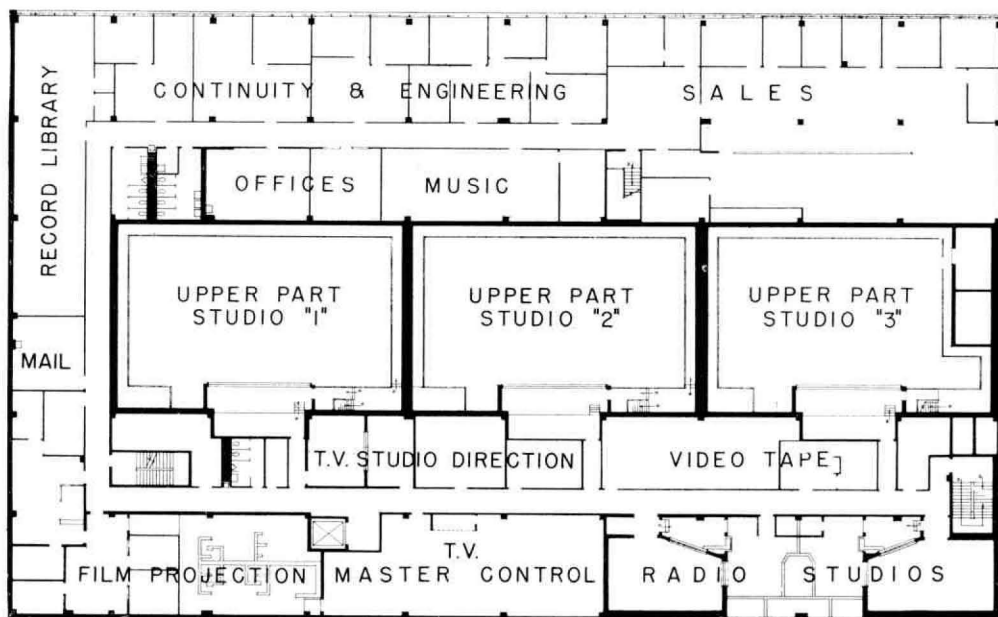 CONTINUITY & ENGINEERING
SALES
RECORD LIBRARY
OFFICES
MUSIC
UPPER PART
STUDIO "1"
UPPER PART
STUDIO "2"
UPPER PART
STUDIO "3"
MAIL
T.V. STUDIO DIRECTION
VIDEO TAPE
FILM PROJECTION
T.V.
MASTER CONTROL
RADIO STUDIOS